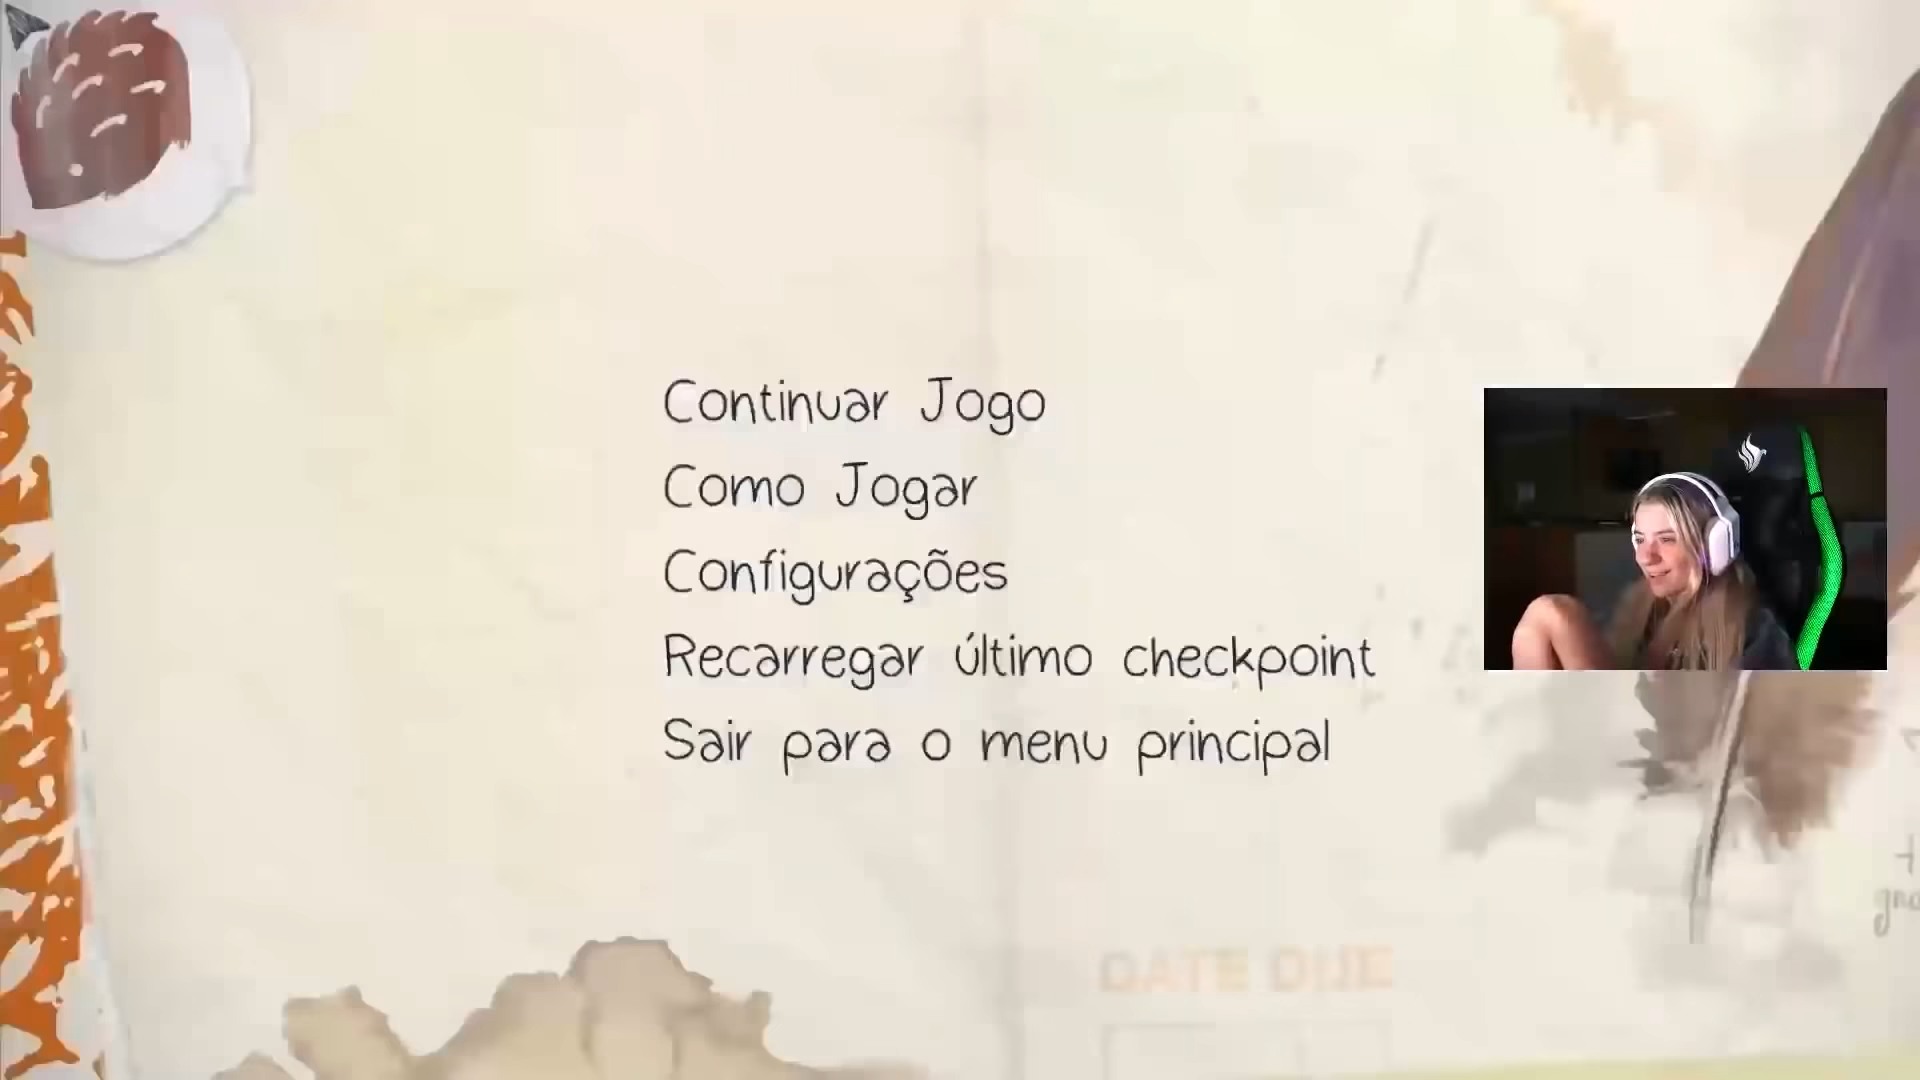 Continuar Jogo
Como Jogar
Configurações
Recarregar último checkpoint
Sair para o menu principal
DATE DUE